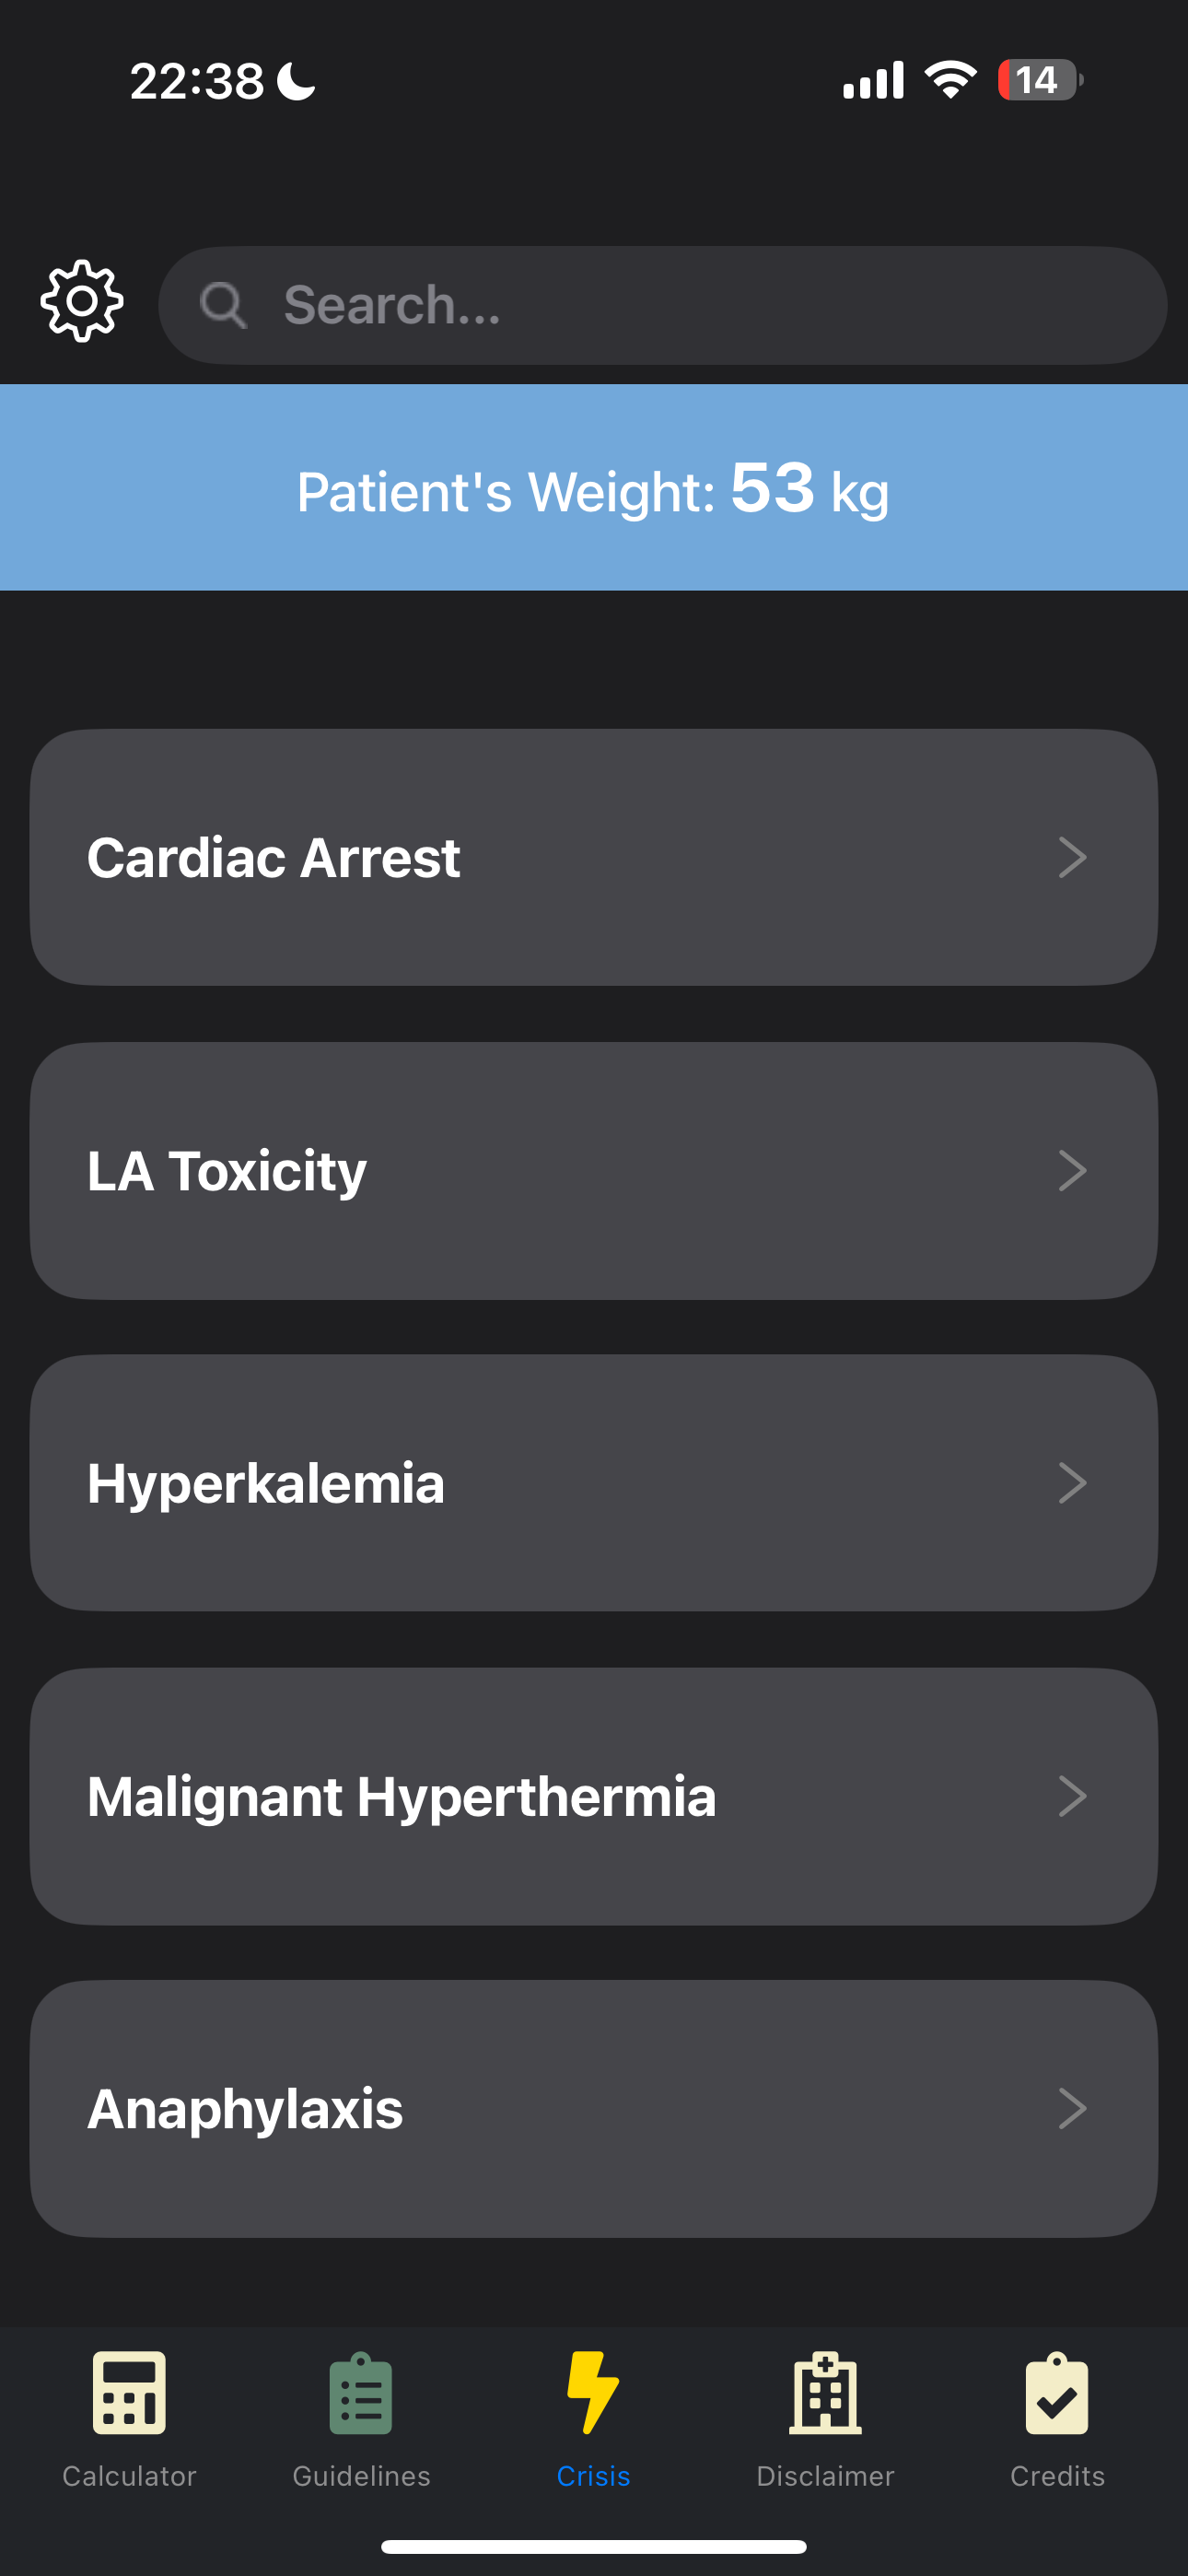 22:38
14
Search...
Patient's Weight: 53 kg
Cardiac Arrest
LA Toxicity
Hyperkalemia
Malignant Hyperthermia
Anaphylaxis
Calculator Guidelines Crisis Disclaimer Credits